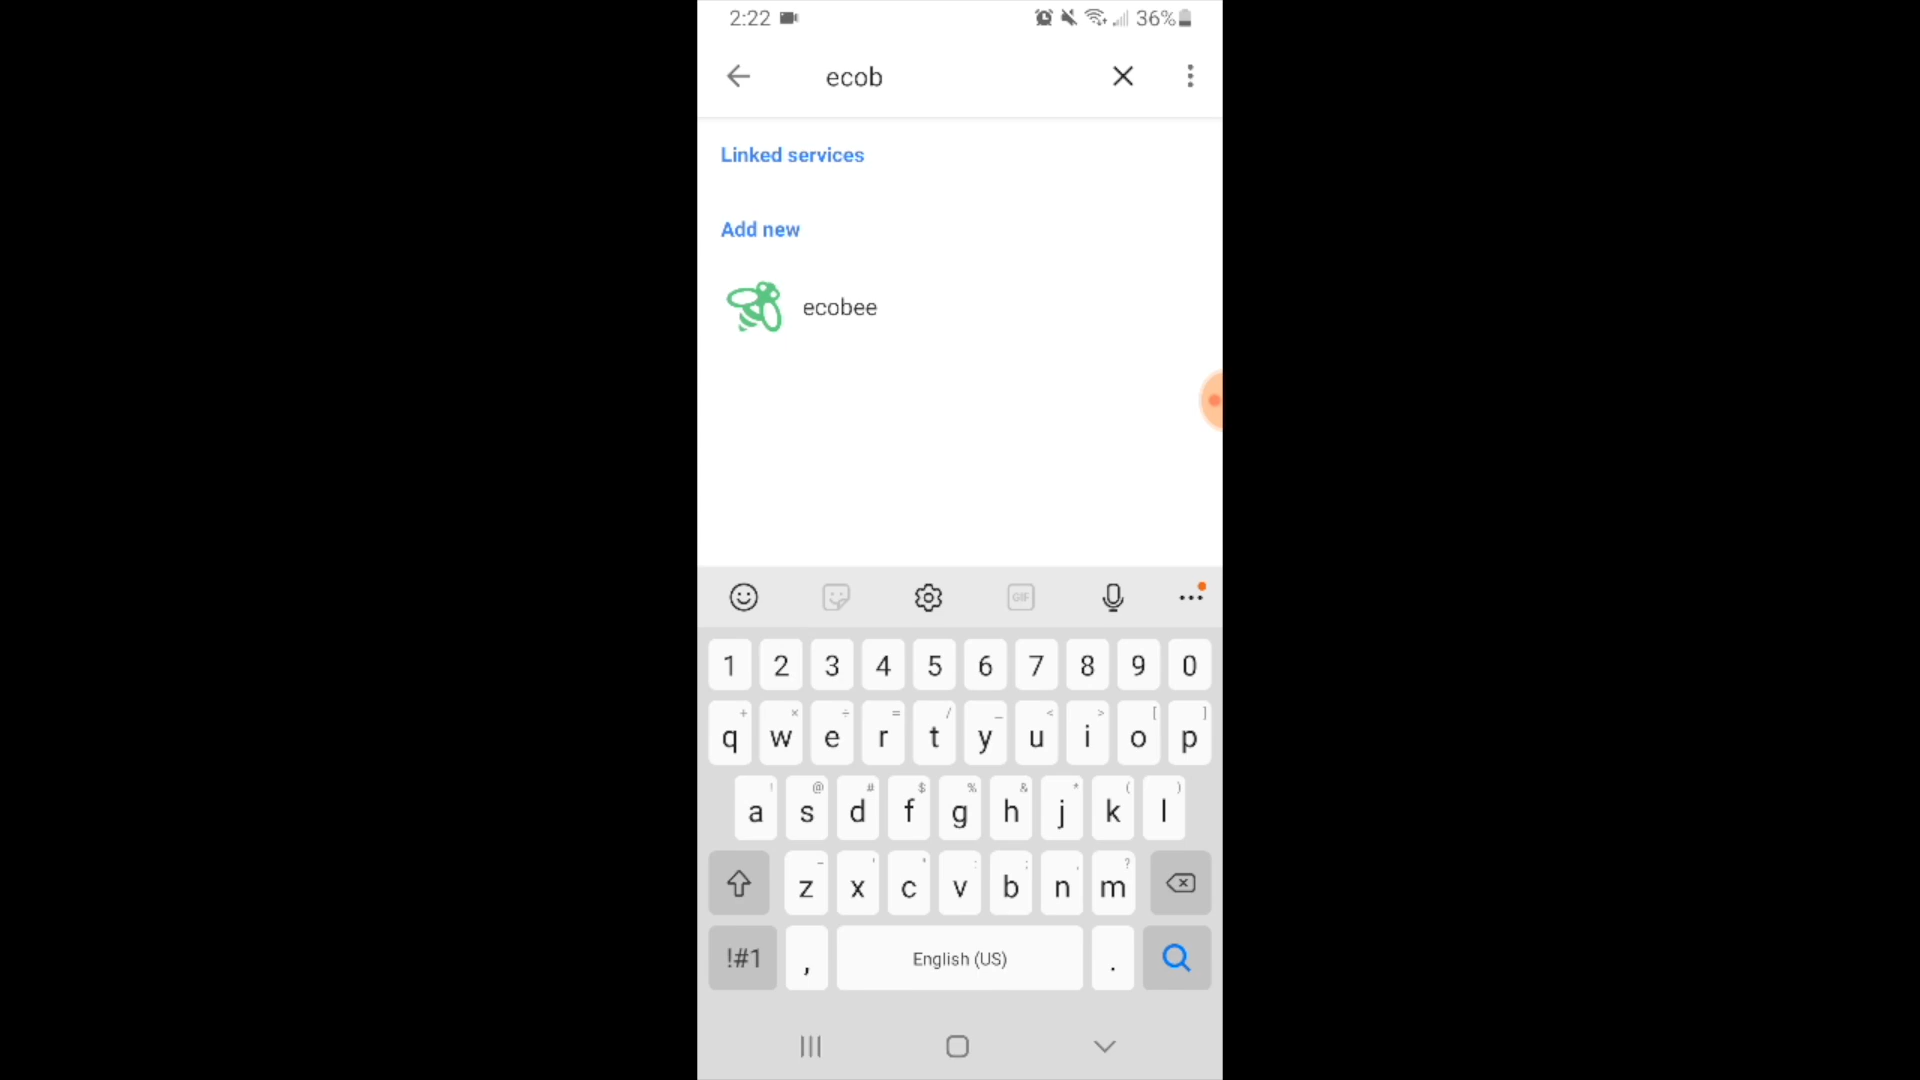 2:22 36%
ecob
Linked services
Add new
ecobee
GIF
1 2 3 4 5 6 7 8 9 0
+ × ÷ = / _ < > [ ]
q w e r t y u i o p
! @ # $ % & * ( )
a s d f g h j k l
- ' " : ; , ?
z x c v b n m
!#1 , English (US) .